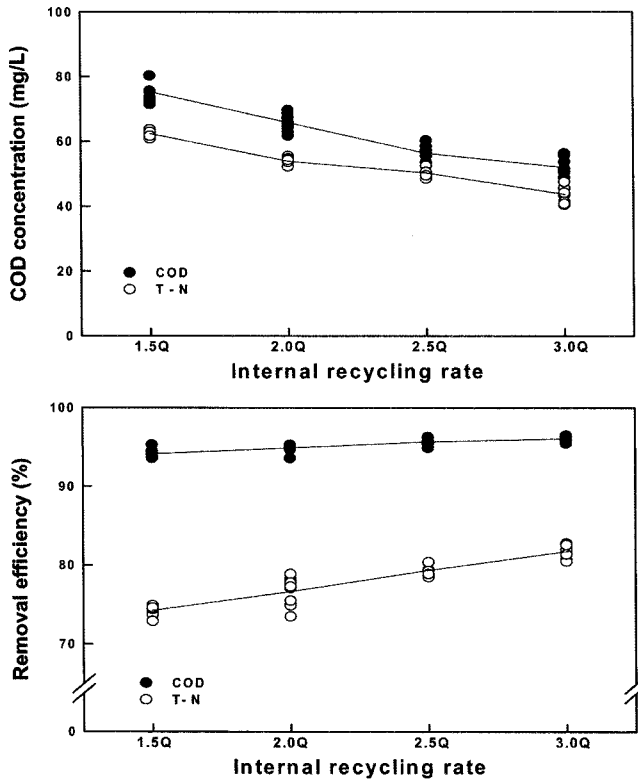 COD concentration (mg/L)
100
80
60
40
20
0
COD
T - N
1.5Q 2.0Q 2.5Q 3.0Q
Internal recycling rate
Removal efficiency (%)
100
90
80
70
0
COD
T - N
1.5Q 2.0Q 2.5Q 3.0Q
Internal recycling rate